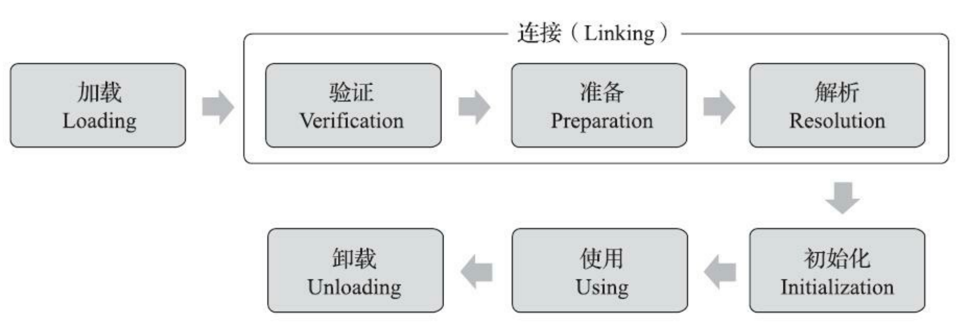 连接（Linking）
加载
Loading
验证
Verification
准备
Preparation
解析
Resolution
初始化
Initialization
使用
Using
卸载
Unloading